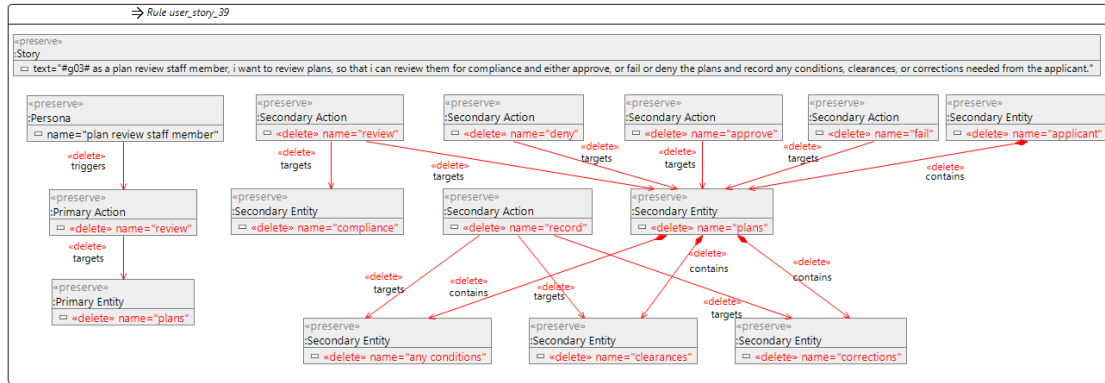 Rule user_story_39
«preserve»
:Story
text="#g03# as a plan review staff member, i want to review plans, so that i can review them for compliance and either approve, or fail or deny the plans and record any conditions, clearances, or corrections needed from the applicant."
«preserve»
:Persona
name="plan review staff member"
«preserve»
:Secondary Action
«delete» name="review"
«preserve»
:Secondary Action
«delete» name="deny"
«preserve»
:Secondary Action
«delete» name="approve"
«preserve»
:Secondary Action
«delete» name="fail"
«preserve»
:Secondary Entity
«delete» name="applicant"
«delete»
triggers
«delete»
targets
«delete»
targets
«delete»
targets
«delete»
targets
«delete»
targets
«delete»
contains
«preserve»
:Primary Action
«delete» name="review"
«preserve»
:Secondary Entity
«delete» name="compliance"
«preserve»
:Secondary Action
«delete» name="record"
«preserve»
:Secondary Entity
«delete» name="plans"
«delete»
targets
«delete»
targets
«delete»
contains
«delete»
targets
«delete»
contains
«delete»
targets
«delete»
contains
«preserve»
:Primary Entity
«delete» name="plans"
«preserve»
:Secondary Entity
«delete» name="any conditions"
«preserve»
:Secondary Entity
«delete» name="clearances"
«preserve»
:Secondary Entity
«delete» name="corrections"